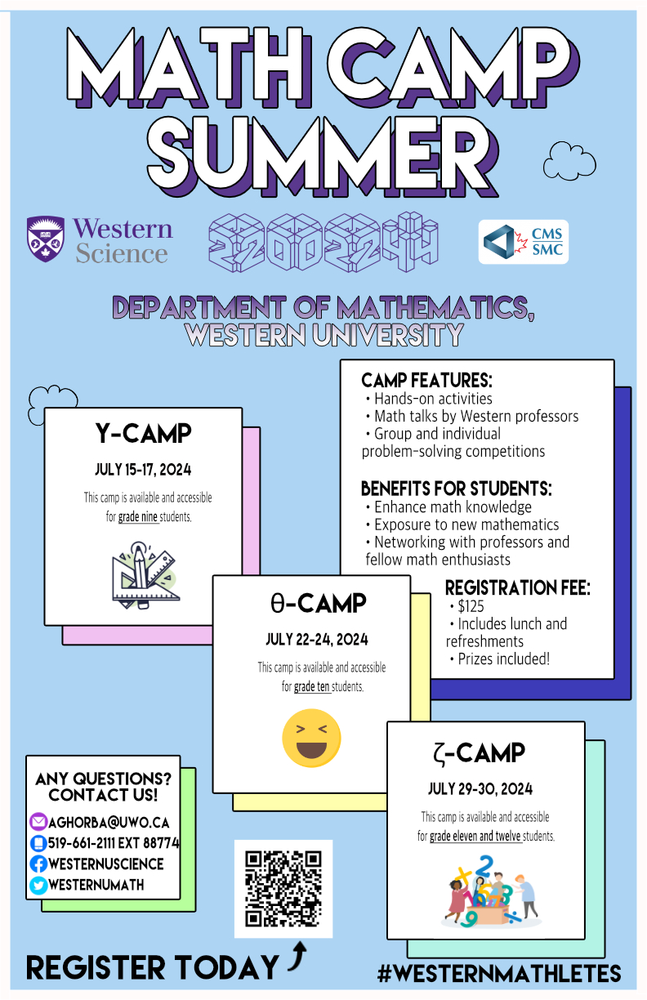 MATH CAMP
SUMMER
Western
Science
22002244
CMS
SMC
DEPARTMENT OF MATHEMATICS,
WESTERN UNIVERSITY
CAMP FEATURES:
• Hands-on activities
• Math talks by Western professors
• Group and individual
problem-solving competitions
BENEFITS FOR STUDENTS:
• Enhance math knowledge
• Exposure to new mathematics
• Networking with professors and
fellow math enthusiasts
REGISTRATION FEE:
• $125
• Includes lunch and
refreshments
• Prizes included!
Y-CAMP
JULY 15-17, 2024
This camp is available and accessible
for grade nine students.
θ-CAMP
JULY 22-24, 2024
This camp is available and accessible
for grade ten students.
ζ-CAMP
JULY 29-30, 2024
This camp is available and accessible
for grade eleven and twelve students.
ANY QUESTIONS?
CONTACT US!
AGHORBA@UWO.CA
519-661-2111 EXT 88774
WESTERNUSCIENCE
WESTERNUMATH
REGISTER TODAY
#WESTERNMATHLETES